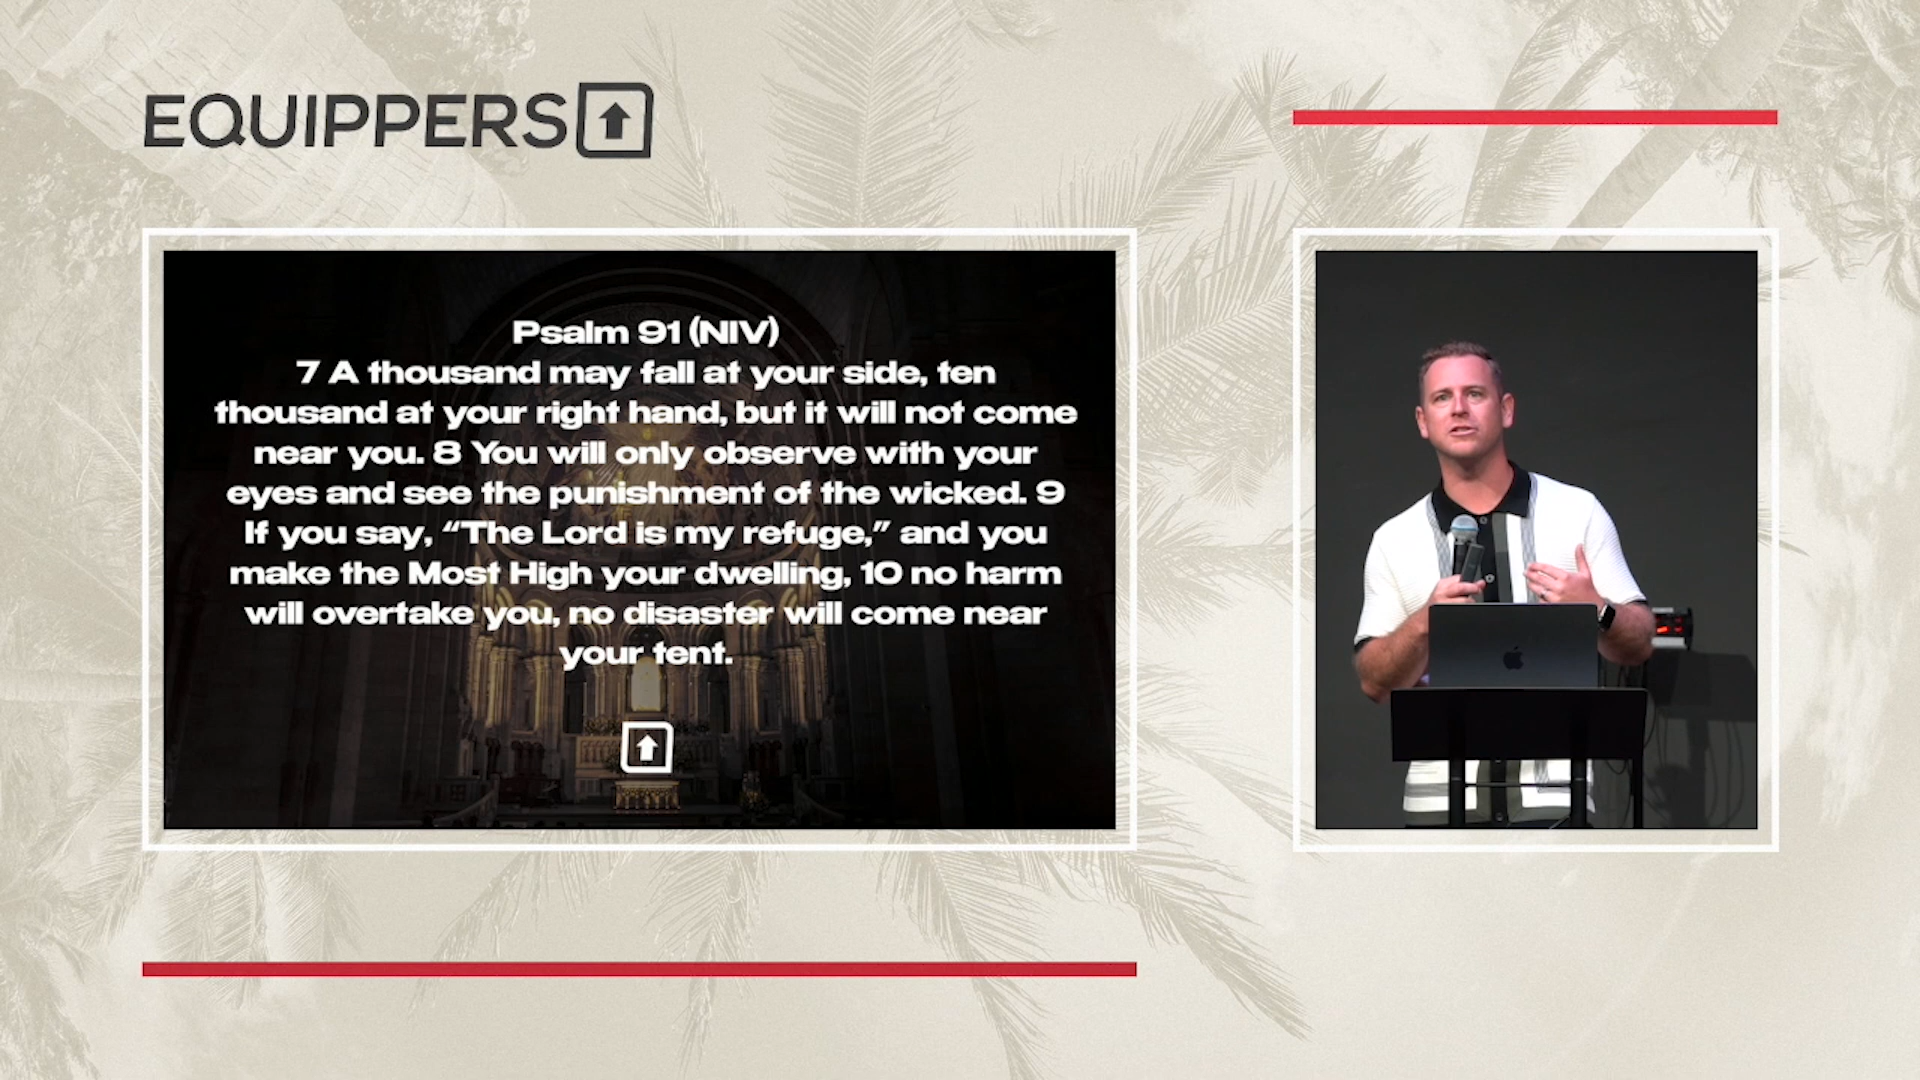 EQUIPPERS
Psalm 91 (NIV)
7 A thousand may fall at your side, ten
thousand at your right hand, but it will not come
near you. 8 You will only observe with your
eyes and see the punishment of the wicked. 9
If you say, “The Lord is my refuge,” and you
make the Most High your dwelling, 10 no harm
will overtake you, no disaster will come near
your tent.